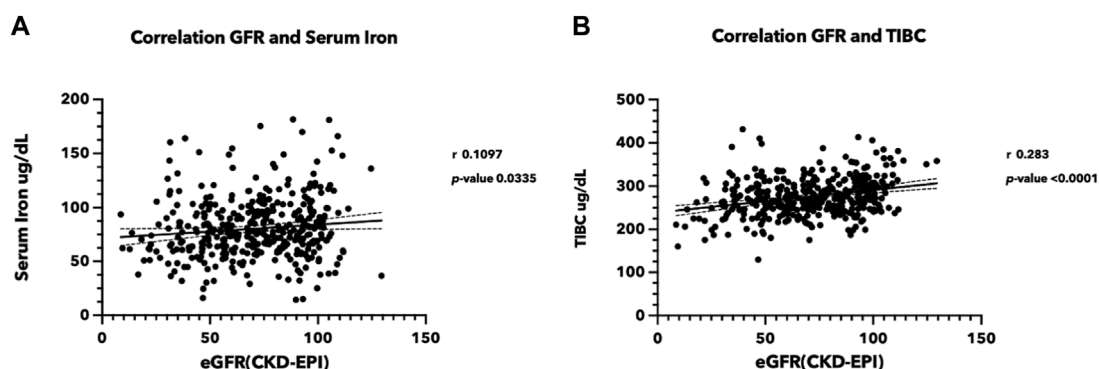 A
Correlation GFR and Serum Iron
Serum Iron ug/dL
200
150
100
50
0
0 50 100 150
eGFR(CKD-EPI)
r 0.1097
p-value 0.0335
B
Correlation GFR and TIBC
TIBC ug/dL
500
400
300
200
100
0
0 50 100 150
eGFR(CKD-EPI)
r 0.283
p-value <0.0001